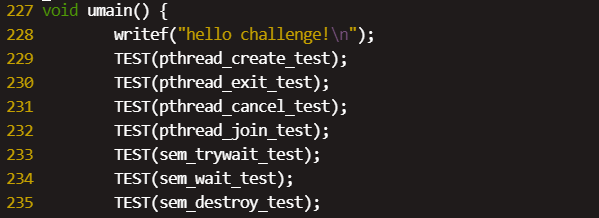 227 void umain() {
228         writef("hello challenge!\n");
229         TEST(pthread_create_test);
230         TEST(pthread_exit_test);
231         TEST(pthread_cancel_test);
232         TEST(pthread_join_test);
233         TEST(sem_trywait_test);
234         TEST(sem_wait_test);
235         TEST(sem_destroy_test);